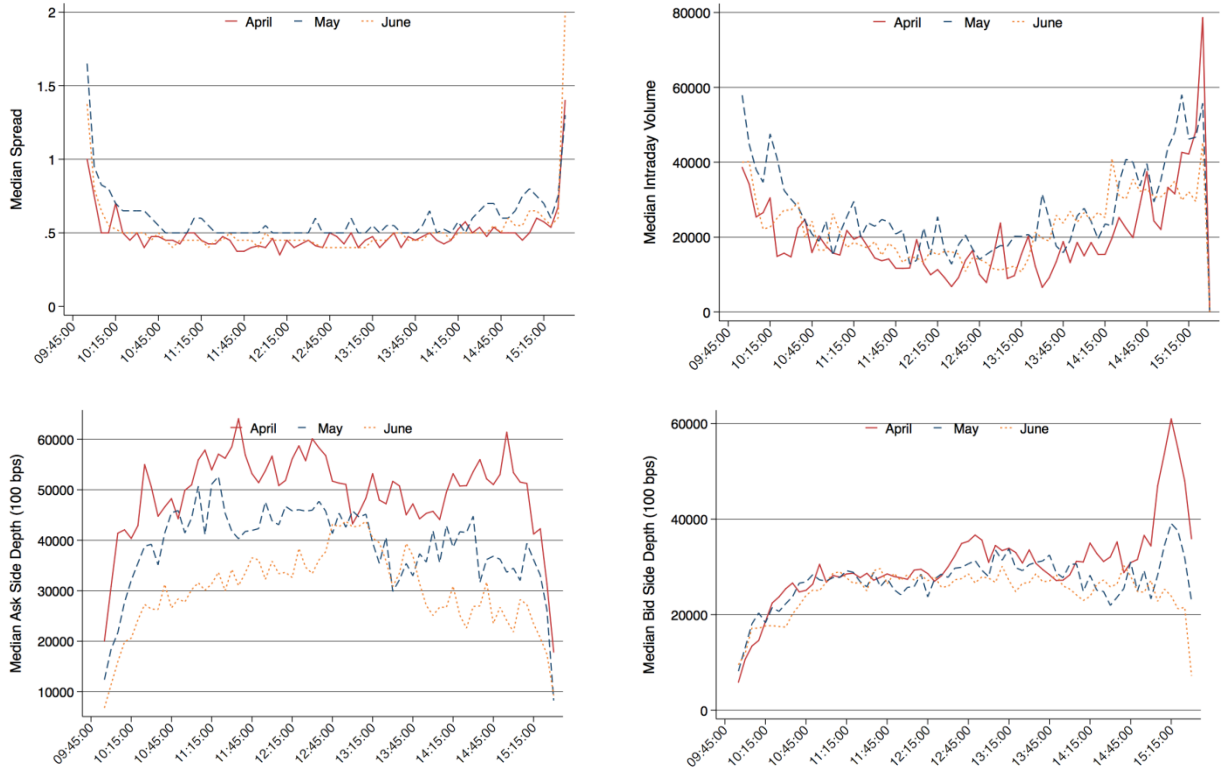 Median Spread
2
1.5
1
.5
0
April May June
09:45:00 10:15:00 10:45:00 11:15:00 11:45:00 12:15:00 12:45:00 13:15:00 13:45:00 14:15:00 14:45:00 15:15:00
Median Intraday Volume
80000
60000
40000
20000
0
April May June
09:45:00 10:15:00 10:45:00 11:15:00 11:45:00 12:15:00 12:45:00 13:15:00 13:45:00 14:15:00 14:45:00 15:15:00
Median Ask Side Depth (100 bps)
60000
50000
40000
30000
20000
10000
April May June
09:45:00 10:15:00 10:45:00 11:15:00 11:45:00 12:15:00 12:45:00 13:15:00 13:45:00 14:15:00 14:45:00 15:15:00
Median Bid Side Depth (100 bps)
60000
40000
20000
0
April May June
09:45:00 10:15:00 10:45:00 11:15:00 11:45:00 12:15:00 12:45:00 13:15:00 13:45:00 14:15:00 14:45:00 15:15:00